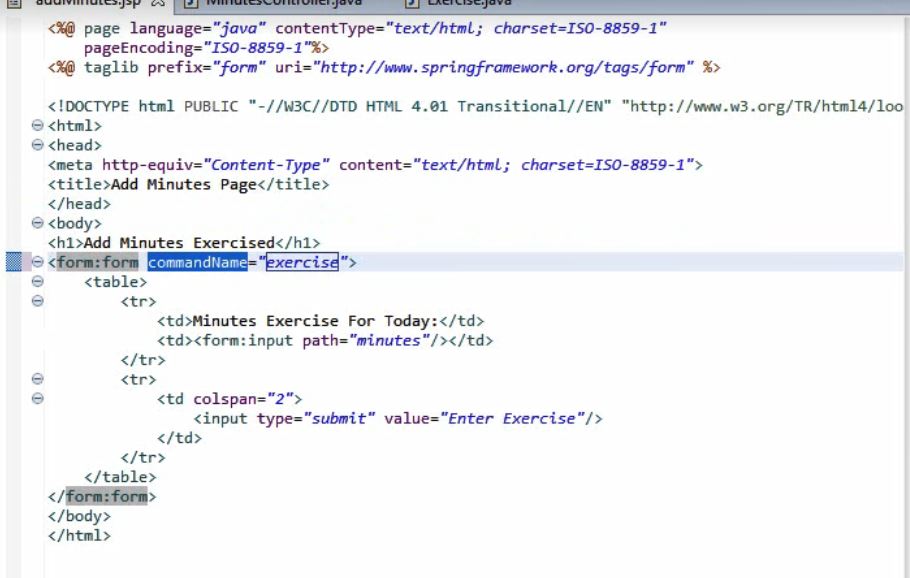 addMinutes.jsp MinutesController.java Exercise.java
<%@ page language="java" contentType="text/html; charset=ISO-8859-1"
pageEncoding="ISO-8859-1"%>
<%@ taglib prefix="form" uri="http://www.springframework.org/tags/form" %>
<!DOCTYPE html PUBLIC "-//W3C//DTD HTML 4.01 Transitional//EN" "http://www.w3.org/TR/html4/loo
<html>
<head>
<meta http-equiv="Content-Type" content="text/html; charset=ISO-8859-1">
<title>Add Minutes Page</title>
</head>
<body>
<h1>Add Minutes Exercised</h1>
<form:form commandName="exercise">
<table>
<tr>
<td>Minutes Exercise For Today:</td>
<td><form:input path="minutes"/></td>
</tr>
<tr>
<td colspan="2">
<input type="submit" value="Enter Exercise"/>
</td>
</tr>
</table>
</form:form>
</body>
</html>